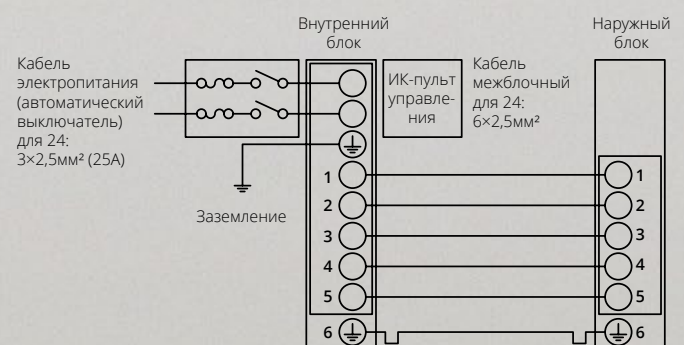 Внутренний
блок
Наружный
блок
Кабель
электропитания
(автоматический
выключатель)
для 24:
3×2,5мм² (25А)
ИК-пульт
управле-
ния
Кабель
межблочный
для 24:
6×2,5мм²
Заземление
1
2
3
4
5
6
1
2
3
4
5
6